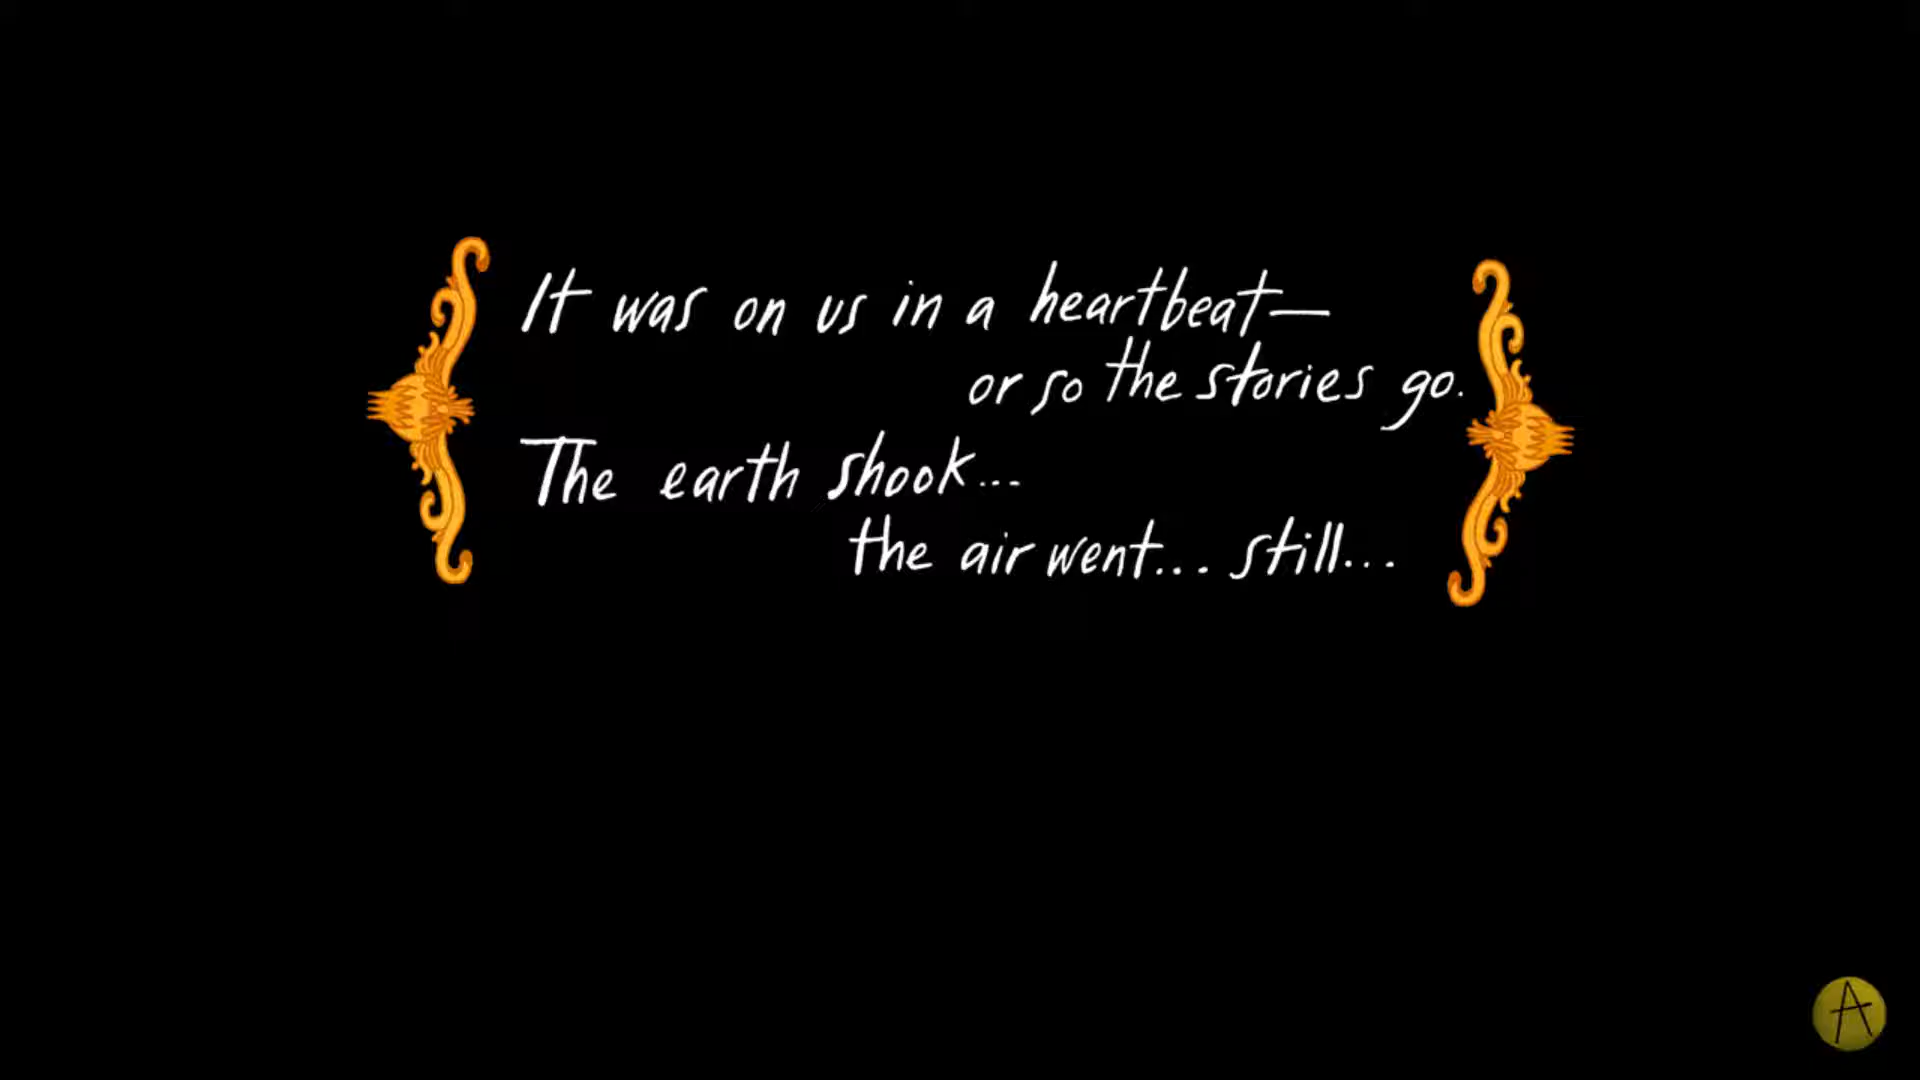 It was on us in a heartbeat—
or so the stories go.
The earth shook...
the air went... still...
A